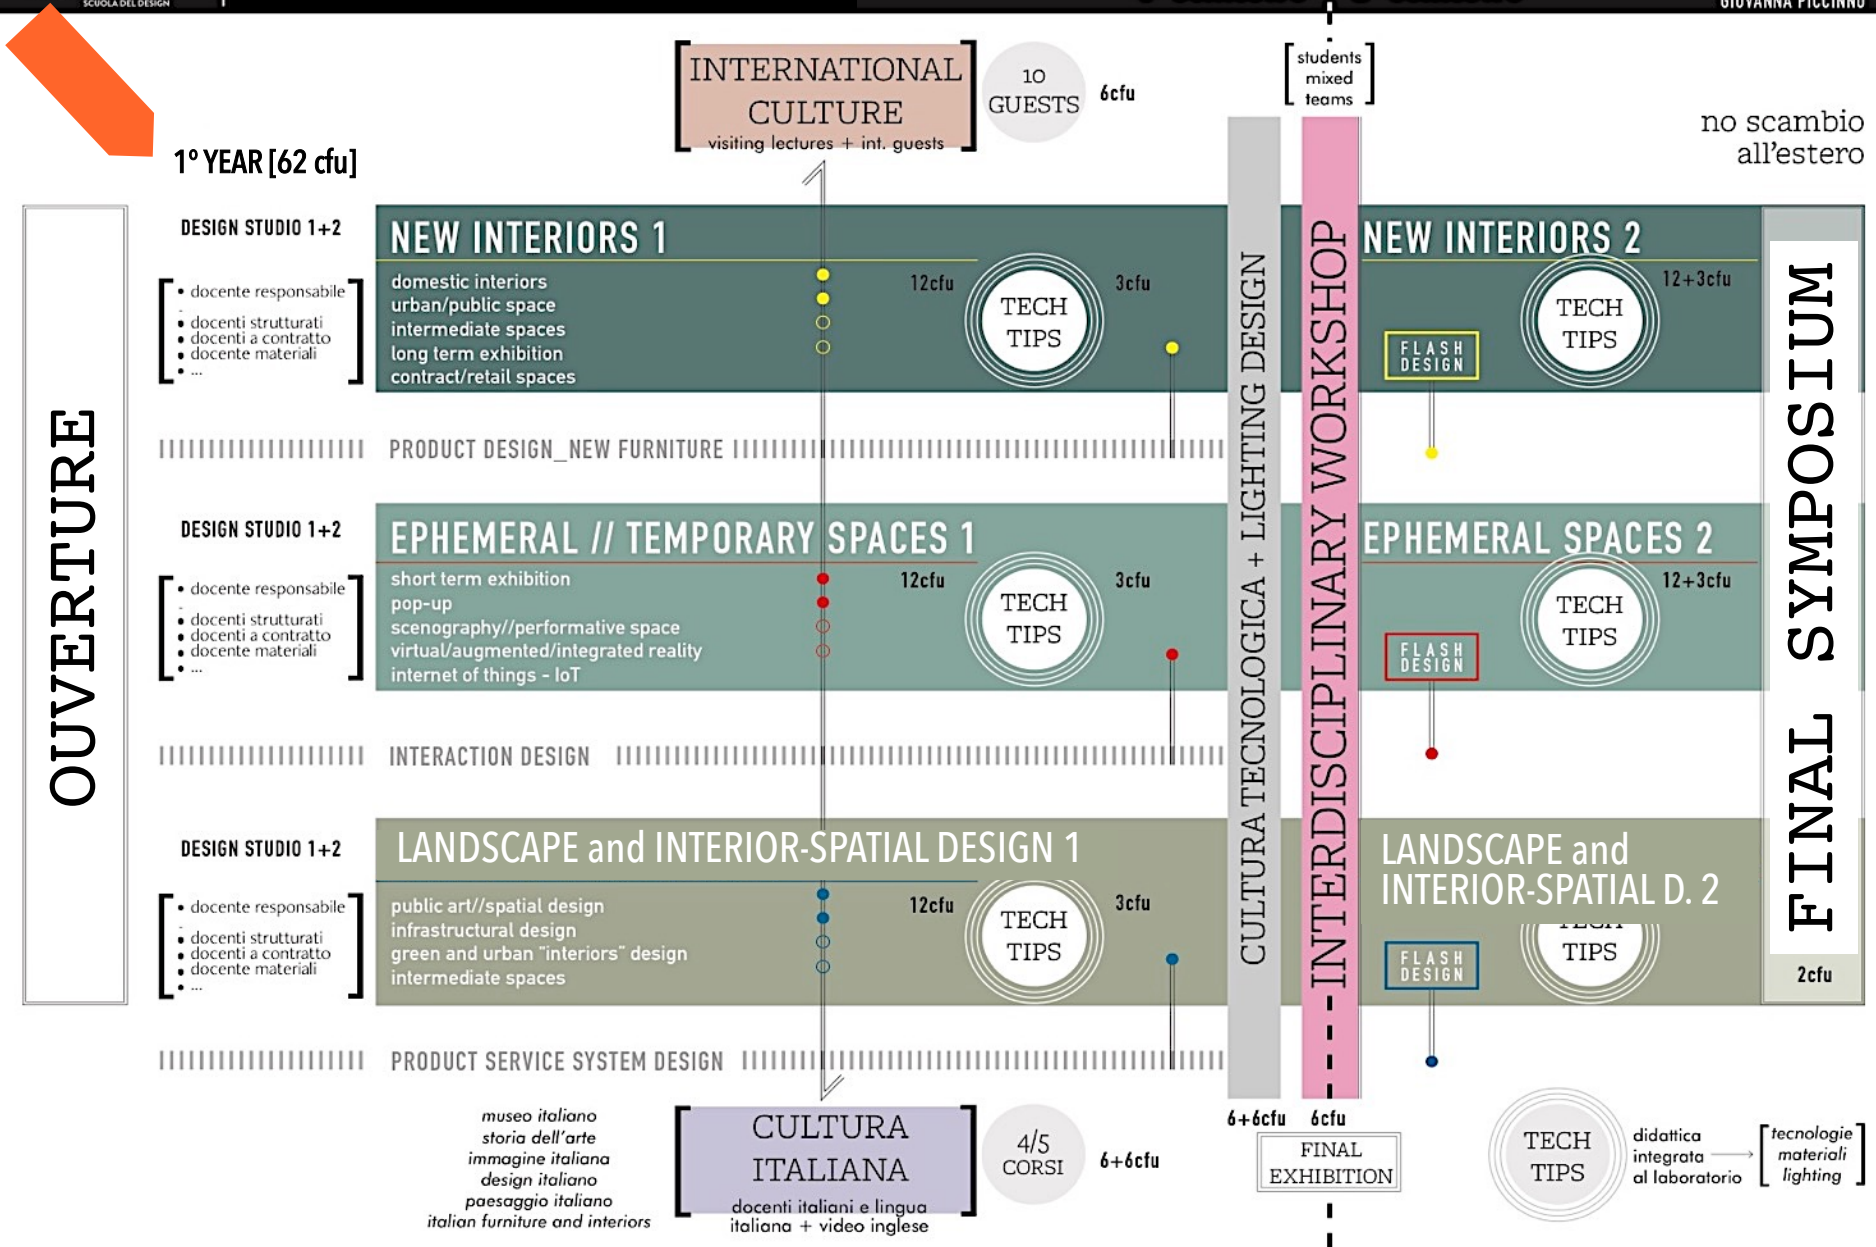 SCUOLA DEL DESIGN
GIOVANNA PICCINNO
INTERNATIONAL
CULTURE
visiting lectures + int. guests
10
GUESTS
6cfu
students
mixed
teams
no scambio
all'estero
1° YEAR [62 cfu]
OUVERTURE
DESIGN STUDIO 1+2
• docente responsabile
-
• docenti strutturati
• docenti a contratto
• docente materiali
• ...
NEW INTERIORS 1
domestic interiors
urban/public space
intermediate spaces
long term exhibition
contract/retail spaces
12cfu
TECH
TIPS
3cfu
NEW INTERIORS 2
12+3cfu
FLASH
DESIGN
TECH
TIPS
PRODUCT DESIGN_NEW FURNITURE
DESIGN STUDIO 1+2
• docente responsabile
-
• docenti strutturati
• docenti a contratto
• docente materiali
• ...
EPHEMERAL // TEMPORARY SPACES 1
short term exhibition
pop-up
scenography//performative space
virtual/augmented/integrated reality
internet of things - IoT
12cfu
TECH
TIPS
3cfu
EPHEMERAL SPACES 2
12+3cfu
FLASH
DESIGN
TECH
TIPS
INTERACTION DESIGN
DESIGN STUDIO 1+2
• docente responsabile
-
• docenti strutturati
• docenti a contratto
• docente materiali
• ...
LANDSCAPE and INTERIOR-SPATIAL DESIGN 1
public art//spatial design
infrastructural design
green and urban "interiors" design
intermediate spaces
12cfu
TECH
TIPS
3cfu
LANDSCAPE and
INTERIOR-SPATIAL D. 2
FLASH
DESIGN
TIPS
PRODUCT SERVICE SYSTEM DESIGN
CULTURA TECNOLOGICA + LIGHTING DESIGN
INTERDISCIPLINARY WORKSHOP
FINAL SYMPOSIUM
2cfu
museo italiano
storia dell'arte
immagine italiana
design italiano
paesaggio italiano
italian furniture and interiors
CULTURA
ITALIANA
docenti italiani e lingua
italiana + video inglese
4/5
CORSI
6+6cfu
6+6cfu
6cfu
FINAL
EXHIBITION
TECH
TIPS
didattica
integrata
al laboratorio
tecnologie
materiali
lighting